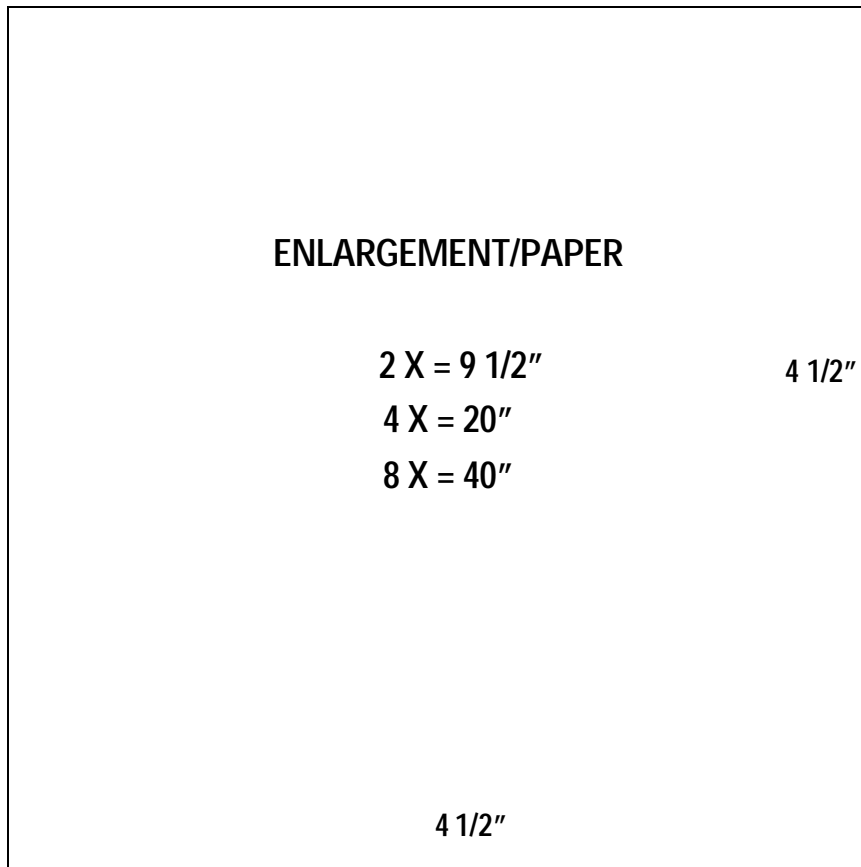 ENLARGEMENT/PAPER
2 X = 9 1/2″
4 1/2″
4 X = 20″
8 X = 40″
4 1/2″